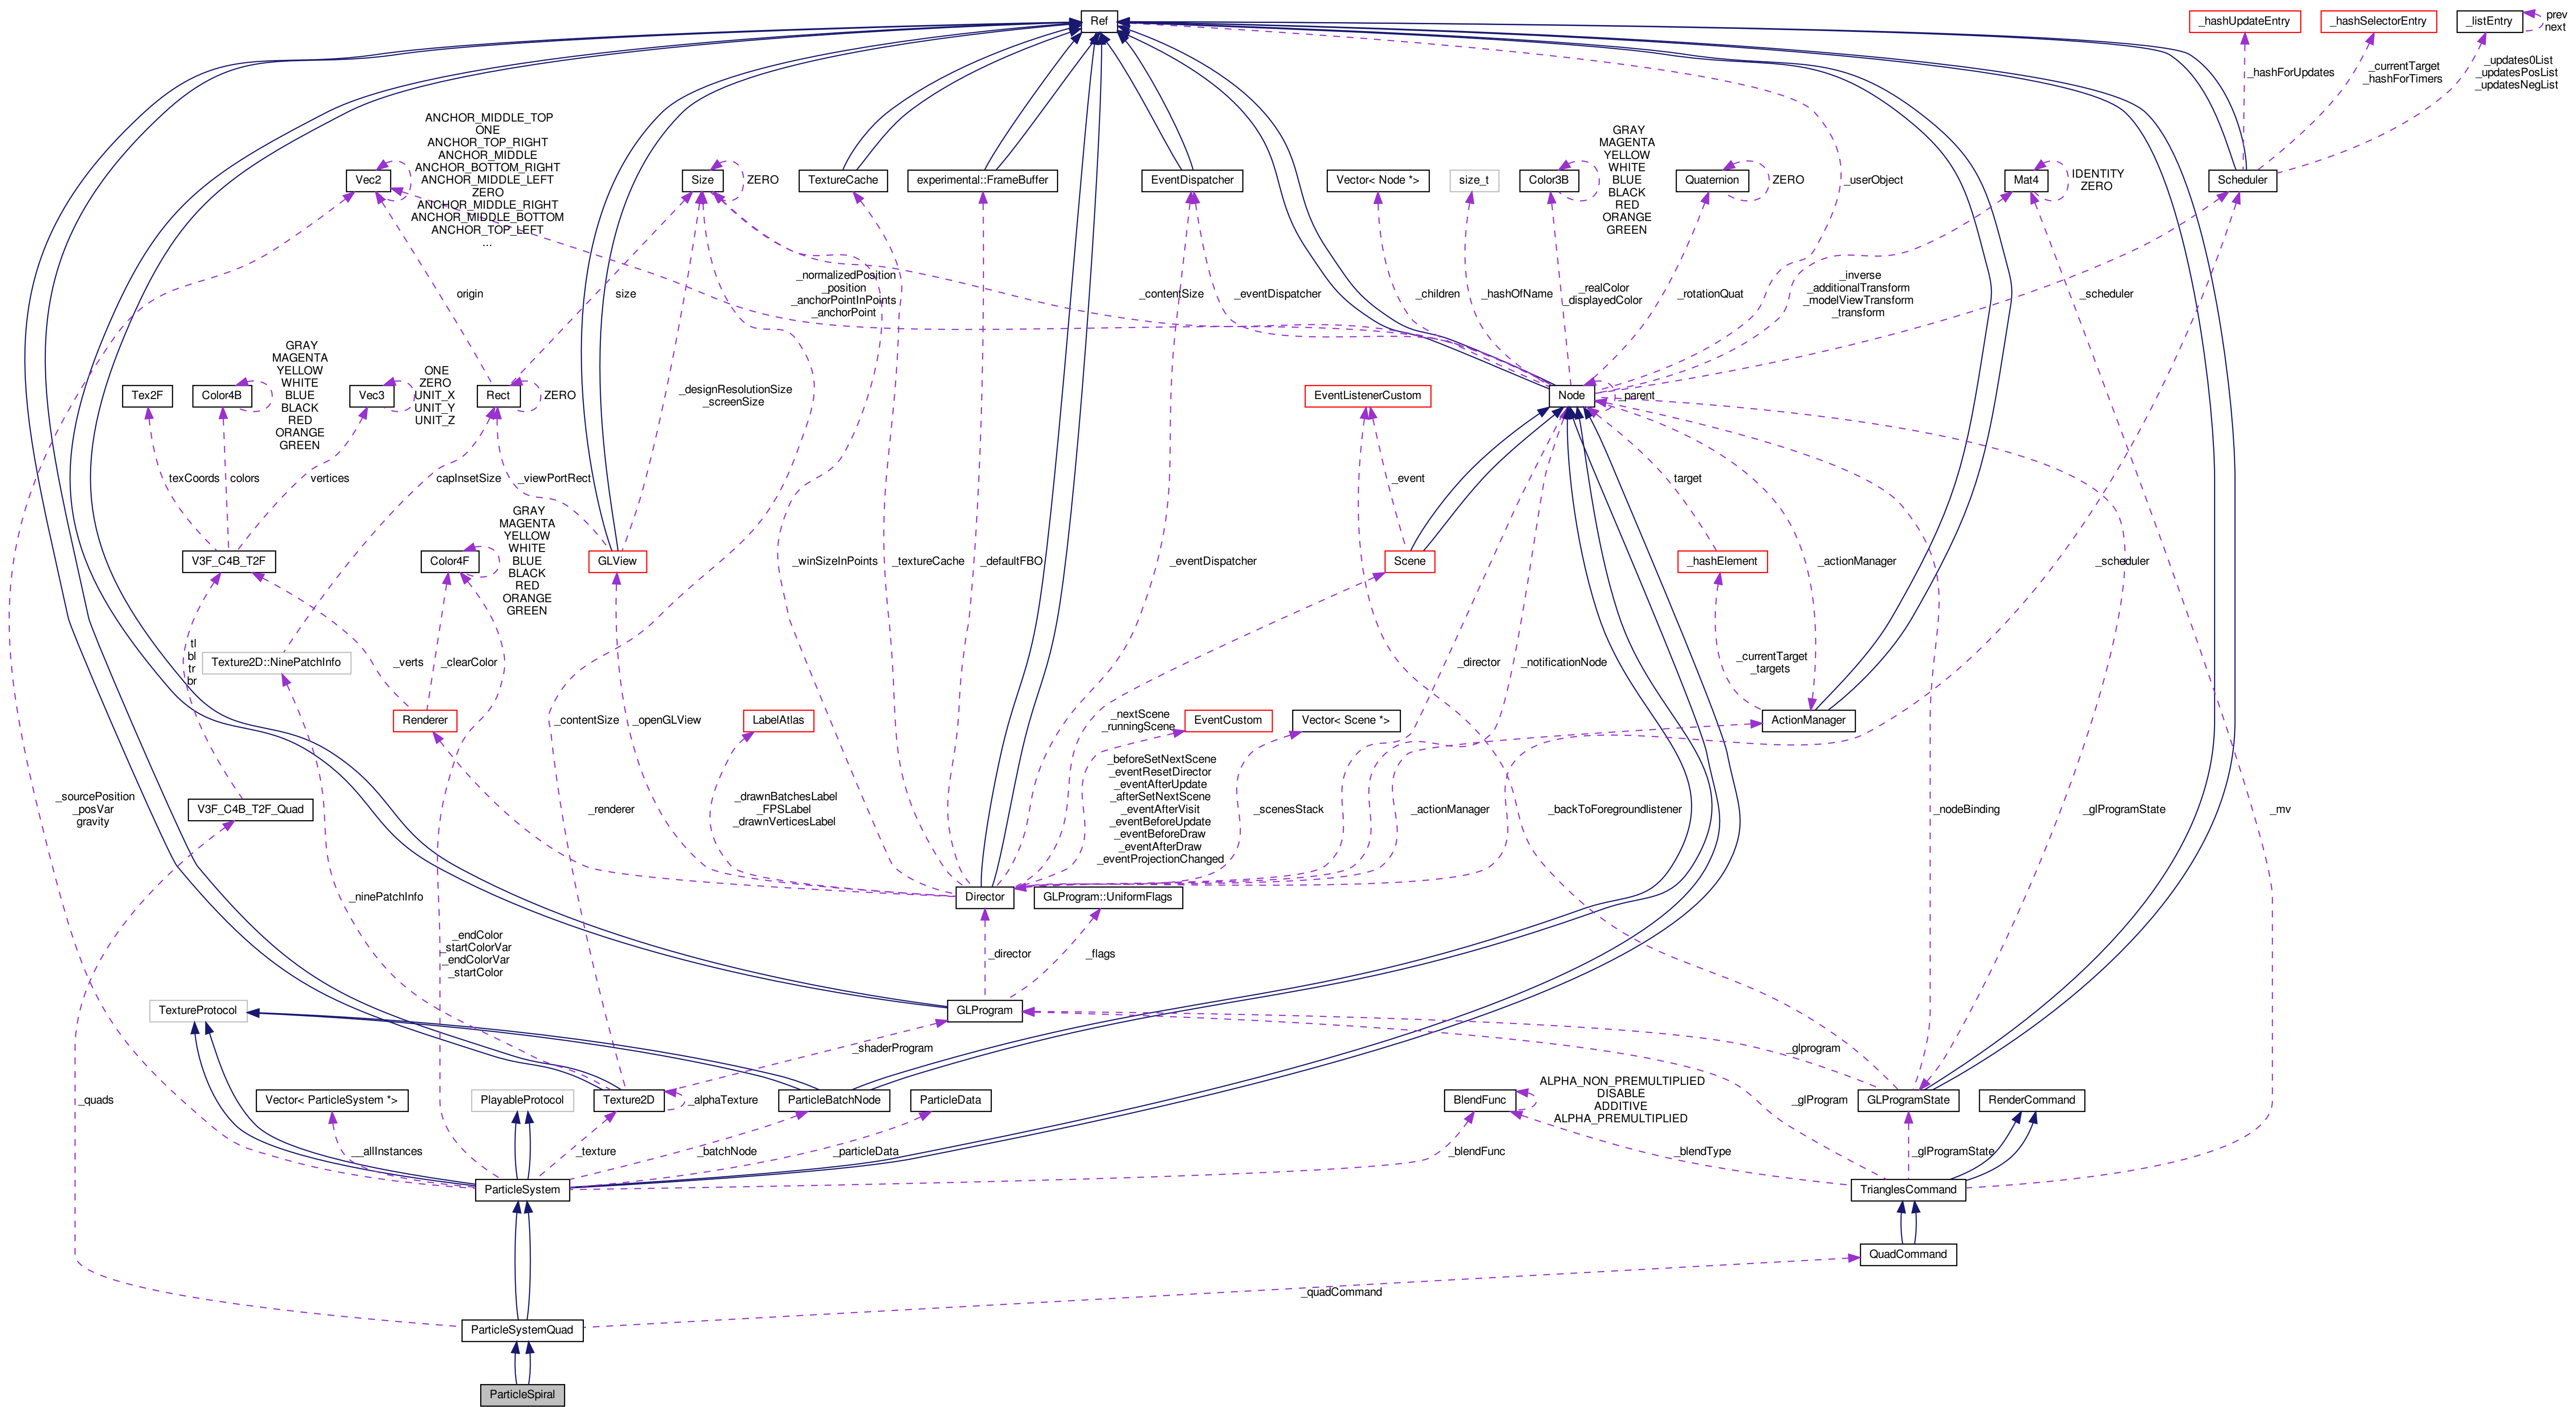 Ref
_hashUpdateEntry
_hashSelectorEntry
_listEntry
prev
next
_hashForUpdates
_currentTarget
_hashForTimers
_updates0List
_updatesPosList
_updatesNegList
ANCHOR_MIDDLE_TOP
ONE
ANCHOR_TOP_RIGHT
ANCHOR_MIDDLE
ANCHOR_BOTTOM_RIGHT
ANCHOR_MIDDLE_LEFT
ZERO
ANCHOR_MIDDLE_RIGHT
ANCHOR_MIDDLE_BOTTOM
ANCHOR_TOP_LEFT
...
Vec2
Size
ZERO
TextureCache
experimental::FrameBuffer
EventDispatcher
Vector< Node *>
size_t
Color3B
GRAY
MAGENTA
YELLOW
WHITE
BLUE
BLACK
RED
ORANGE
GREEN
Quaternion
ZERO
_userObject
Mat4
IDENTITY
ZERO
Scheduler
origin
size
_normalizedPosition
_position
_anchorPointInPoints
_anchorPoint
_contentSize
_eventDispatcher
_children
_hashOfName
_realColor
_displayedColor
_rotationQuat
_inverse
_additionalTransform
_modelViewTransform
_transform
_scheduler
Tex2F
Color4B
GRAY
MAGENTA
YELLOW
WHITE
BLUE
BLACK
RED
ORANGE
GREEN
Vec3
ONE
ZERO
UNIT_X
UNIT_Y
UNIT_Z
Rect
ZERO
_designResolutionSize
_screenSize
EventListenerCustom
Node
_parent
texCoords
colors
vertices
capInsetSize
_viewPortRect
_event
target
V3F_C4B_T2F
Color4F
GRAY
MAGENTA
YELLOW
WHITE
BLUE
BLACK
RED
ORANGE
GREEN
GLView
_winSizeInPoints
_textureCache
_defaultFBO
_eventDispatcher
Scene
_hashElement
_actionManager
_scheduler
tl
bl
tr
br
Texture2D::NinePatchInfo
_verts
_clearColor
_director
_notificationNode
_currentTarget
_targets
Renderer
_contentSize
_openGLView
LabelAtlas
_nextScene
_runningScene
EventCustom
Vector< Scene *>
ActionManager
_sourcePosition
_posVar
gravity
V3F_C4B_T2F_Quad
_renderer
_drawnBatchesLabel
_FPSLabel
_drawnVerticesLabel
_beforeSetNextScene
_eventResetDirector
_eventAfterUpdate
_afterSetNextScene
_eventAfterVisit
_eventBeforeUpdate
_eventBeforeDraw
_eventAfterDraw
_eventProjectionChanged
_scenesStack
_actionManager
_backToForegroundlistener
_nodeBinding
_glProgramState
_mv
_ninePatchInfo
Director
GLProgram::UniformFlags
_endColor
_startColorVar
_endColorVar
_startColor
_director
_flags
TextureProtocol
GLProgram
_shaderProgram
_glprogram
_quads
Vector< ParticleSystem *>
PlayableProtocol
Texture2D
_alphaTexture
ParticleBatchNode
ParticleData
BlendFunc
ALPHA_NON_PREMULTIPLIED
DISABLE
ADDITIVE
ALPHA_PREMULTIPLIED
_glProgram
GLProgramState
RenderCommand
__allInstances
_texture
_batchNode
_particleData
_blendFunc
_blendType
_glProgramState
ParticleSystem
TrianglesCommand
QuadCommand
_quadCommand
ParticleSystemQuad
ParticleSpiral